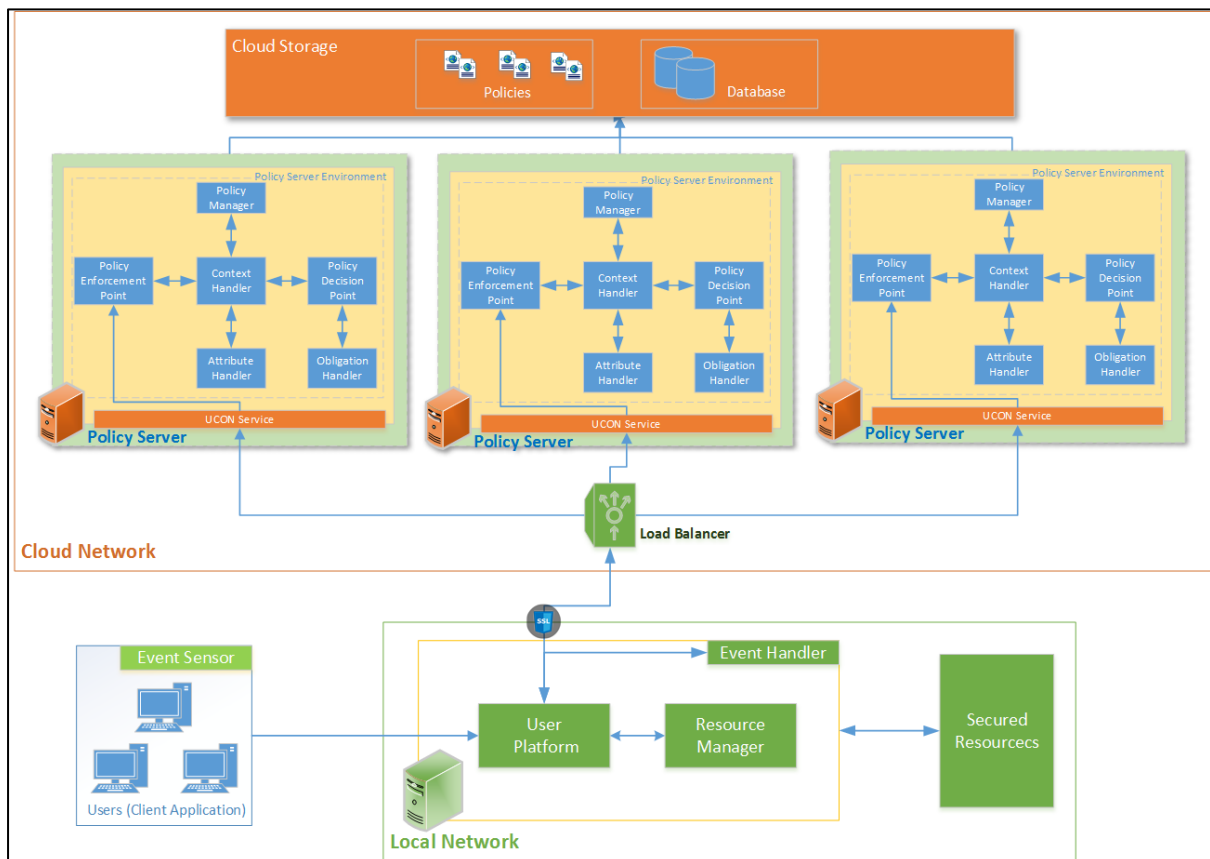 Cloud Storage
Policies
Database
Policy Server Environment
Policy
Manager
Policy
Enforcement
Point
Context
Handler
Policy
Decision
Point
Attribute
Handler
Obligation
Handler
UCON Service
Policy Server
Policy Server Environment
Policy
Manager
Policy
Enforcement
Point
Context
Handler
Policy
Decision
Point
Attribute
Handler
Obligation
Handler
UCON Service
Policy Server
Policy Server Environment
Policy
Manager
Policy
Enforcement
Point
Context
Handler
Policy
Decision
Point
Attribute
Handler
Obligation
Handler
UCON Service
Policy Server
Load Balancer
Cloud Network
SSL
Event Sensor
Users (Client Application)
Event Handler
User
Platform
Resource
Manager
Secured
Resourcecs
Local Network